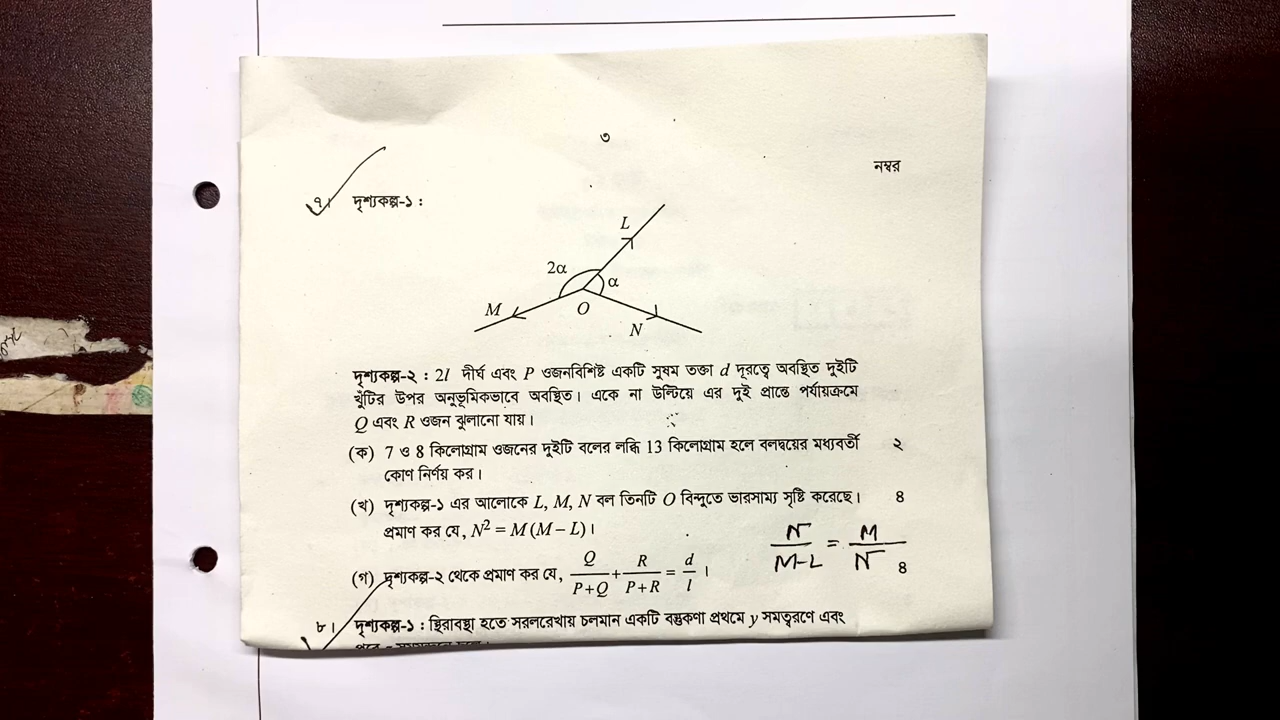 ৩
নম্বর
৭। দৃশ্যকল্প-১ :
L
2α
α
M
O
N
দৃশ্যকল্প-২ : 2l দীর্ঘ এবং P ওজনবিশিষ্ট একটি সুষম তক্তা d দূরত্বে অবস্থিত দুইটি
খুঁটির উপর অনুভূমিকভাবে অবস্থিত। একে না উল্টিয়ে এর দুই প্রান্তে পর্যায়ক্রমে
Q এবং R ওজন ঝুলানো যায়।
(ক) 7 ও 8 কিলোগ্রাম ওজনের দুইটি বলের লব্ধি 13 কিলোগ্রাম হলে বলদ্বয়ের মধ্যবর্তী ২
কোণ নির্ণয় কর।
(খ) দৃশ্যকল্প-১ এর আলোকে L, M, N বল তিনটি O বিন্দুতে ভারসাম্য সৃষ্টি করেছে। ৪
প্রমাণ কর যে, N² = M(M – L)।
N/(M-L) = M/N
(গ) দৃশ্যকল্প-২ থেকে প্রমাণ কর যে, Q/(P+Q) + R/(P+R) = d/l । ৪
৮। দৃশ্যকল্প-১ : স্থিরাবস্থা হতে সরলরেখায় চলমান একটি বস্তুকণা প্রথমে y সমত্বরণে এবং